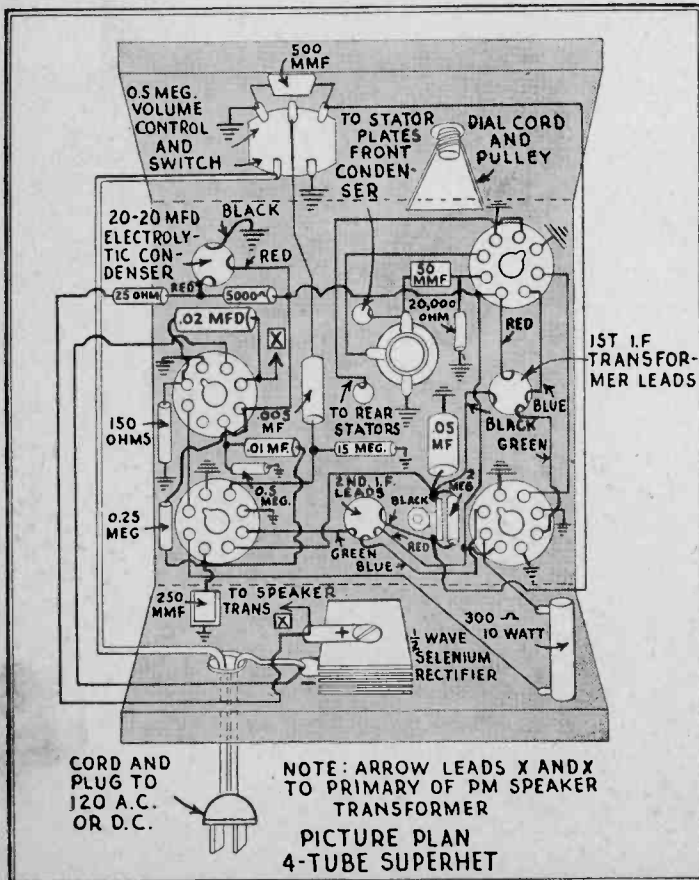 500
MMF
0.5 MEG.
VOLUME
CONTROL
AND
SWITCH
TO STATOR
PLATES
FRONT
CONDEN-
SER
DIAL CORD
AND
PULLEY
20-20 MFD
ELECTROLY-
TIC CON-
DENSER
BLACK
RED
RED
25 OHM
5000 Ω
.02 MFD
X
50
MMF
20,000
OHM
RED
1ST I.F
TRANSFOR-
MER LEADS
BLUE
BLACK
GREEN
150
OHMS
.005
MF
TO REAR
STATORS
.01 MF.
15 MEG.
.05
MF
0.5
MEG.
2
MEG
0.25
MEG
2ND. I.F.
LEADS
BLACK
RED
GREEN
BLUE
250
MMF
TO SPEAKER
TRANS
X
+
-
1/2 WAVE
SELENIUM
RECTIFIER
300 Ω
10 WATT
CORD AND
PLUG TO
120 A.C.
OR D.C.
NOTE: ARROW LEADS X AND X
TO PRIMARY OF PM SPEAKER
TRANSFORMER
PICTURE PLAN
4-TUBE SUPERHET